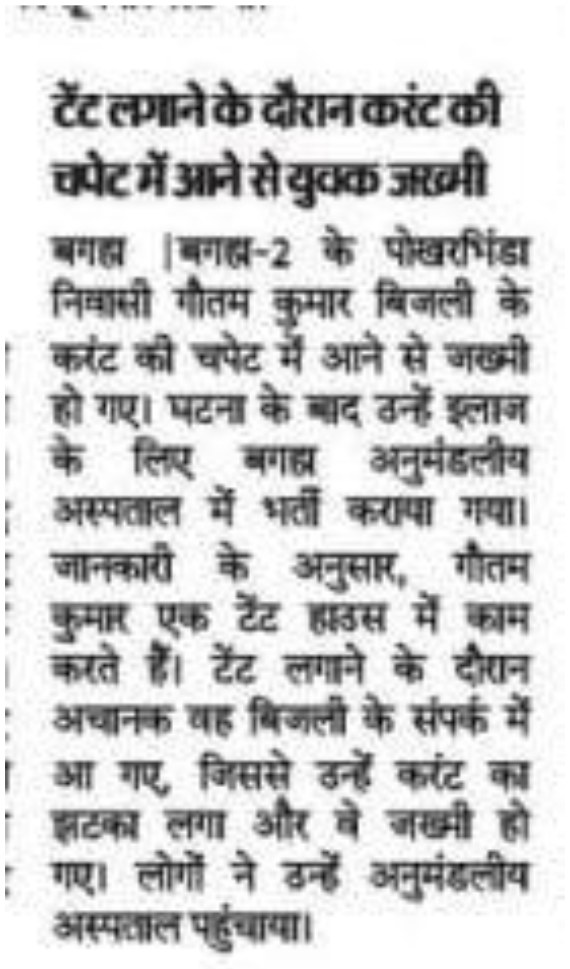 टेंट लगाने के दौरान करंट की
चपेट में आने से युवक जख्मी
बगहा |बगहा-2 के पोखरभिंडा
निवासी गौतम कुमार बिजली के
करंट की चपेट में आने से जख्मी
हो गए। घटना के बाद उन्हें इलाज
के लिए बगहा अनुमंडलीय
अस्पताल में भर्ती कराया गया।
जानकारी के अनुसार, गौतम
कुमार एक टेंट हाउस में काम
करते हैं। टेंट लगाने के दौरान
अचानक वह बिजली के संपर्क में
आ गए, जिससे उन्हें करंट का
झटका लगा और वे जख्मी हो
गए। लोगों ने उन्हें अनुमंडलीय
अस्पताल पहुंचाया।